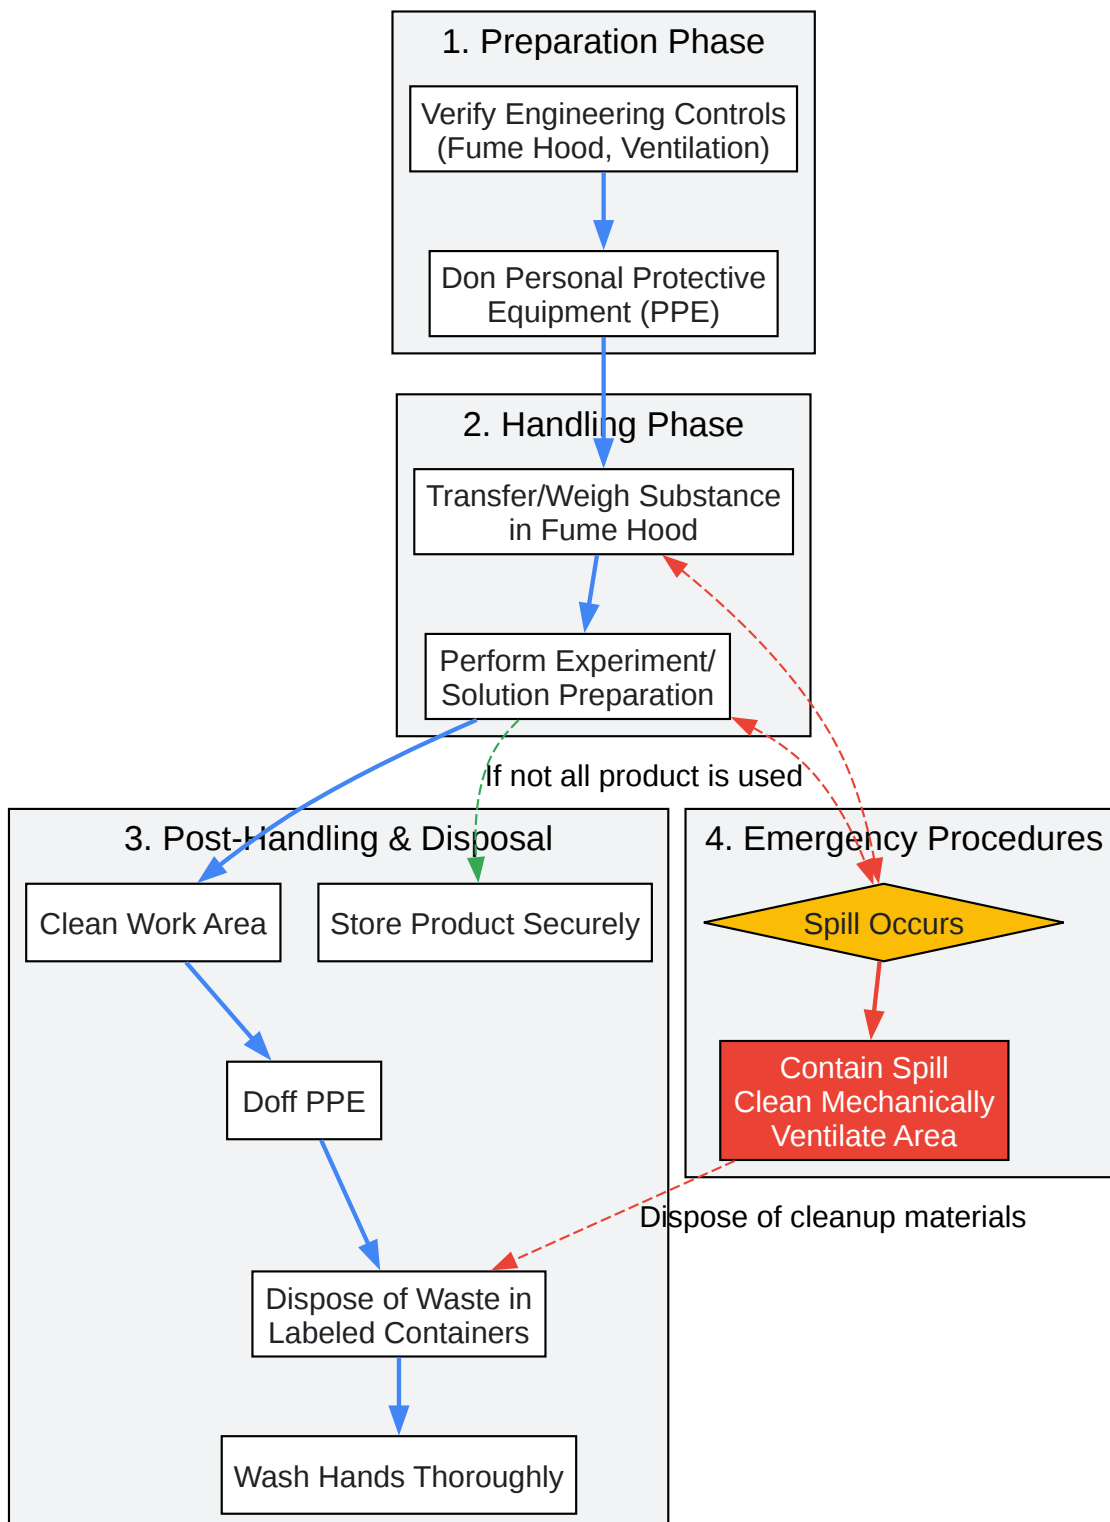 1. Preparation Phase
Verify Engineering Controls
(Fume Hood, Ventilation)
Don Personal Protective
Equipment (PPE)
2. Handling Phase
Transfer/Weigh Substance
in Fume Hood
Perform Experiment/
Solution Preparation
If not all product is used
3. Post-Handling & Disposal
Clean Work Area
Store Product Securely
Doff PPE
Dispose of Waste in
Labeled Containers
Wash Hands Thoroughly
4. Emergency Procedures
Spill Occurs
Contain Spill
Clean Mechanically
Ventilate Area
Dispose of cleanup materials